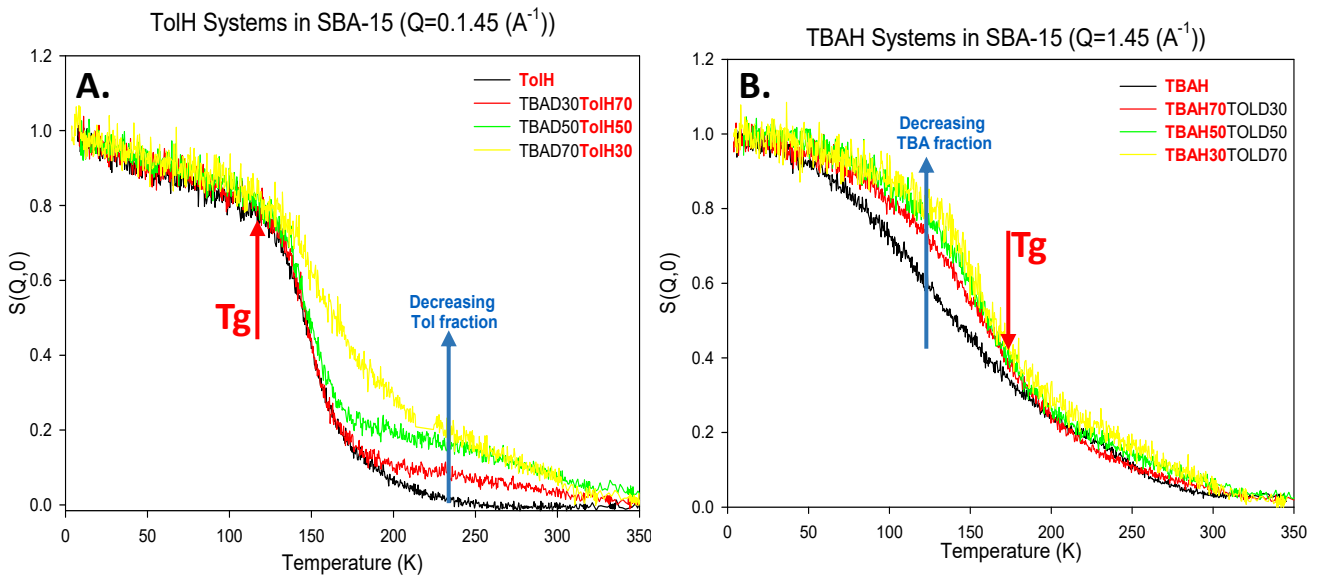 TolH Systems in SBA-15 (Q=0.1.45 (A-1))
A.
TolH
TBAD30TolH70
TBAD50TolH50
TBAD70TolH30
Tg
Decreasing
Tol fraction
S(Q,0)
1.2
1.0
0.8
0.6
0.4
0.2
0.0
0 50 100 150 200 250 300 350
Temperature (K)
TBAH Systems in SBA-15 (Q=1.45 (A-1))
B.
TBAH
TBAH70TOLD30
TBAH50TOLD50
TBAH30TOLD70
Decreasing
TBA fraction
Tg
S(Q,0)
1.2
1.0
0.8
0.6
0.4
0.2
0.0
0 50 100 150 200 250 300 350
Temperature (K)